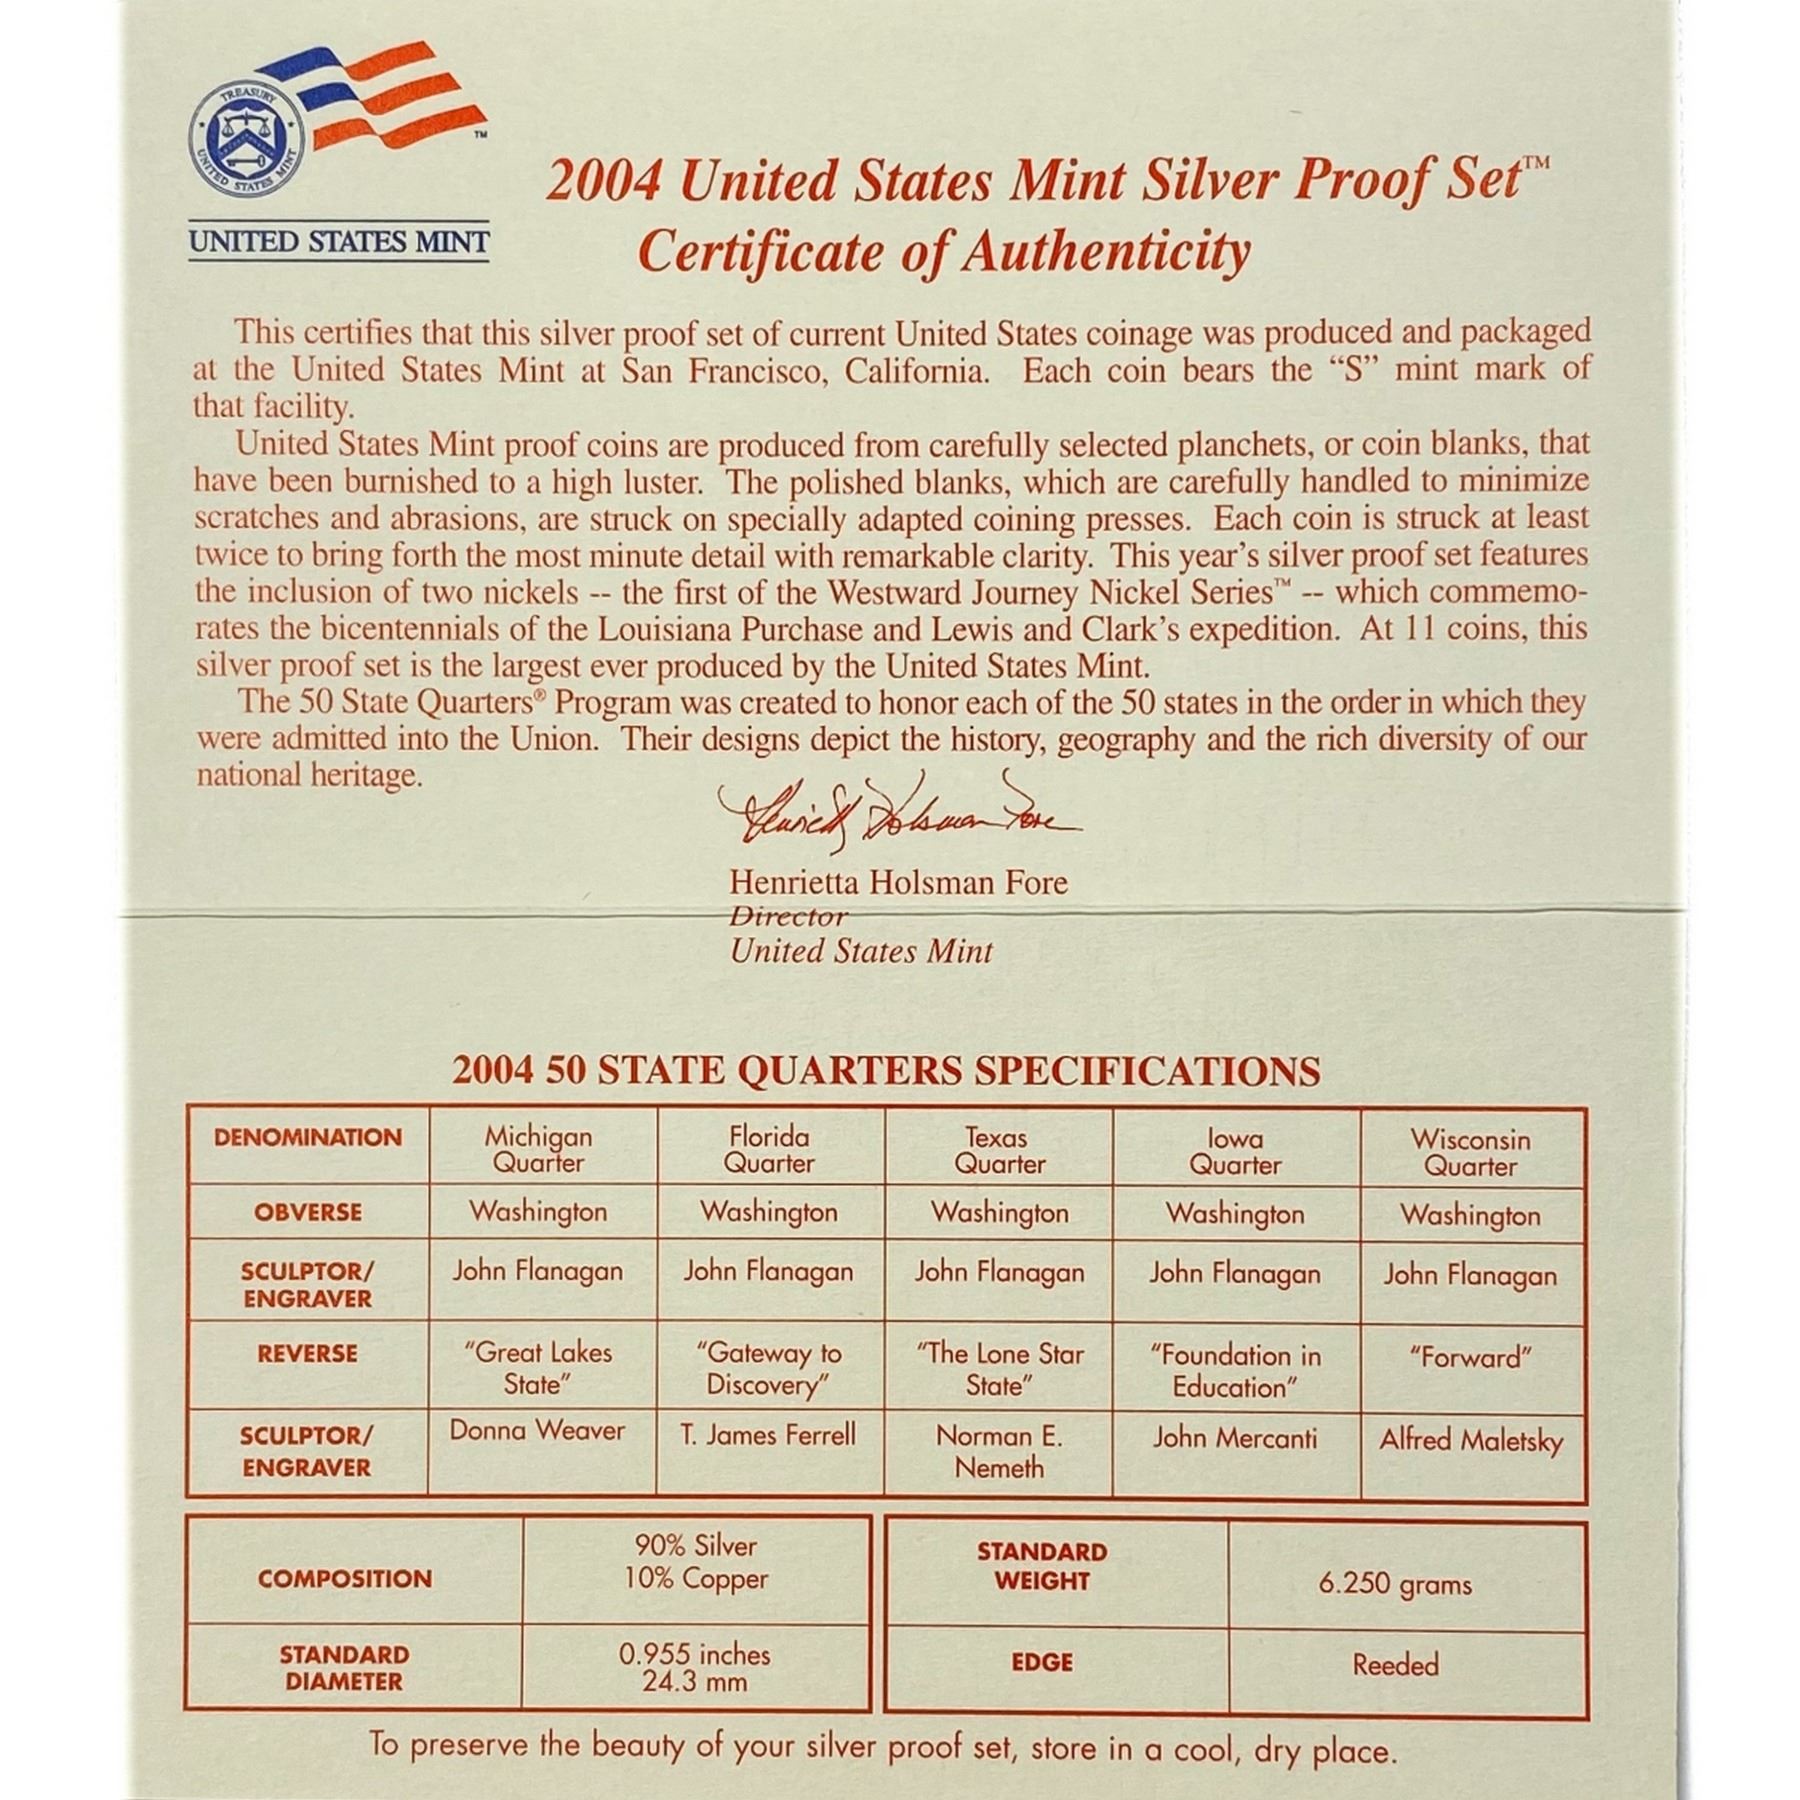 TREASURY
UNITED STATES MINT
TM
UNITED STATES MINT
2004 United States Mint Silver Proof Set™
Certificate of Authenticity
This certifies that this silver proof set of current United States coinage was produced and packaged
at the United States Mint at San Francisco, California. Each coin bears the “S” mint mark of
that facility.
United States Mint proof coins are produced from carefully selected planchets, or coin blanks, that
have been burnished to a high luster. The polished blanks, which are carefully handled to minimize
scratches and abrasions, are struck on specially adapted coining presses. Each coin is struck at least
twice to bring forth the most minute detail with remarkable clarity. This year’s silver proof set features
the inclusion of two nickels -- the first of the Westward Journey Nickel Series™ -- which commemo-
rates the bicentennials of the Louisiana Purchase and Lewis and Clark’s expedition. At 11 coins, this
silver proof set is the largest ever produced by the United States Mint.
The 50 State Quarters® Program was created to honor each of the 50 states in the order in which they
were admitted into the Union. Their designs depict the history, geography and the rich diversity of our
national heritage.
Henrietta Holsman Fore
Henrietta Holsman Fore
Director
United States Mint
2004 50 STATE QUARTERS SPECIFICATIONS
DENOMINATION Michigan Quarter Florida Quarter Texas Quarter Iowa Quarter Wisconsin Quarter
OBVERSE Washington Washington Washington Washington Washington
SCULPTOR/ ENGRAVER John Flanagan John Flanagan John Flanagan John Flanagan John Flanagan
REVERSE “Great Lakes State” “Gateway to Discovery” “The Lone Star State” “Foundation in Education” “Forward”
SCULPTOR/ ENGRAVER Donna Weaver T. James Ferrell Norman E. Nemeth John Mercanti Alfred Maletsky
COMPOSITION 90% Silver 10% Copper
STANDARD WEIGHT 6.250 grams
STANDARD DIAMETER 0.955 inches 24.3 mm
EDGE Reeded
To preserve the beauty of your silver proof set, store in a cool, dry place.